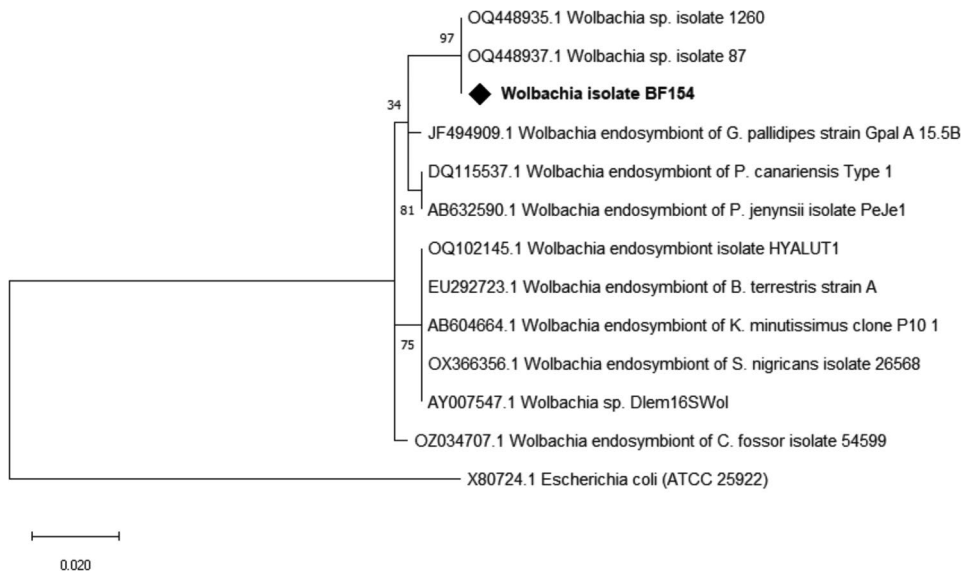 OQ448935.1 Wolbachia sp. isolate 1260
97
OQ448937.1 Wolbachia sp. isolate 87
Wolbachia isolate BF154
34
JF494909.1 Wolbachia endosymbiont of G. pallidipes strain Gpal A 15.5B
DQ115537.1 Wolbachia endosymbiont of P. canariensis Type 1
81
AB632590.1 Wolbachia endosymbiont of P. jenynsii isolate PeJe1
OQ102145.1 Wolbachia endosymbiont isolate HYALUT1
EU292723.1 Wolbachia endosymbiont of B. terrestris strain A
AB604664.1 Wolbachia endosymbiont of K. minutissimus clone P10 1
75
OX366356.1 Wolbachia endosymbiont of S. nigricans isolate 26568
AY007547.1 Wolbachia sp. Dlem16SWol
OZ034707.1 Wolbachia endosymbiont of C. fossor isolate 54599
X80724.1 Escherichia coli (ATCC 25922)
0.020